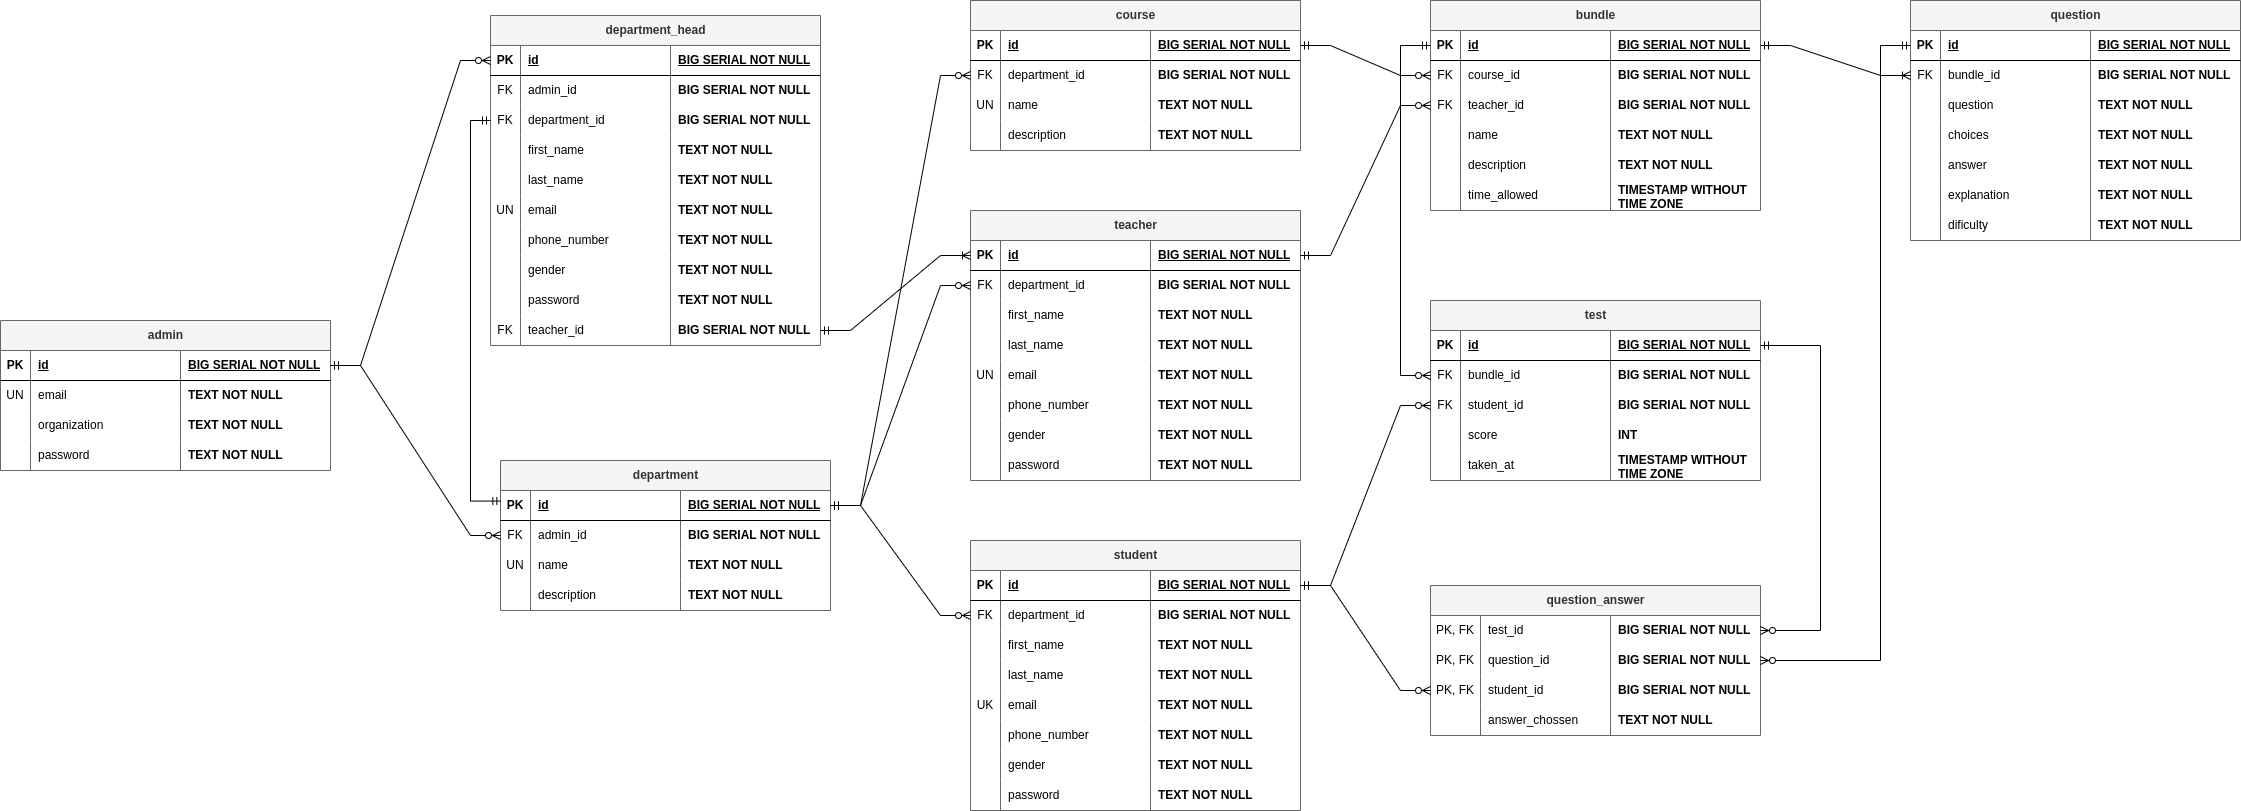 department_head
PK id BIG SERIAL NOT NULL
FK admin_id BIG SERIAL NOT NULL
FK department_id BIG SERIAL NOT NULL
first_name TEXT NOT NULL
last_name TEXT NOT NULL
UN email TEXT NOT NULL
phone_number TEXT NOT NULL
gender TEXT NOT NULL
password TEXT NOT NULL
FK teacher_id BIG SERIAL NOT NULL
admin
PK id BIG SERIAL NOT NULL
UN email TEXT NOT NULL
organization TEXT NOT NULL
password TEXT NOT NULL
department
PK id BIG SERIAL NOT NULL
FK admin_id BIG SERIAL NOT NULL
UN name TEXT NOT NULL
description TEXT NOT NULL
course
PK id BIG SERIAL NOT NULL
FK department_id BIG SERIAL NOT NULL
UN name TEXT NOT NULL
description TEXT NOT NULL
teacher
PK id BIG SERIAL NOT NULL
FK department_id BIG SERIAL NOT NULL
first_name TEXT NOT NULL
last_name TEXT NOT NULL
UN email TEXT NOT NULL
phone_number TEXT NOT NULL
gender TEXT NOT NULL
password TEXT NOT NULL
student
PK id BIG SERIAL NOT NULL
FK department_id BIG SERIAL NOT NULL
first_name TEXT NOT NULL
last_name TEXT NOT NULL
UK email TEXT NOT NULL
phone_number TEXT NOT NULL
gender TEXT NOT NULL
password TEXT NOT NULL
bundle
PK id BIG SERIAL NOT NULL
FK course_id BIG SERIAL NOT NULL
FK teacher_id BIG SERIAL NOT NULL
name TEXT NOT NULL
description TEXT NOT NULL
time_allowed TIMESTAMP WITHOUT
TIME ZONE
test
PK id BIG SERIAL NOT NULL
FK bundle_id BIG SERIAL NOT NULL
FK student_id BIG SERIAL NOT NULL
score INT
taken_at TIMESTAMP WITHOUT
TIME ZONE
question_answer
PK, FK test_id BIG SERIAL NOT NULL
PK, FK question_id BIG SERIAL NOT NULL
PK, FK student_id BIG SERIAL NOT NULL
answer_chossen TEXT NOT NULL
question
PK id BIG SERIAL NOT NULL
FK bundle_id BIG SERIAL NOT NULL
question TEXT NOT NULL
choices TEXT NOT NULL
answer TEXT NOT NULL
explanation TEXT NOT NULL
dificulty TEXT NOT NULL